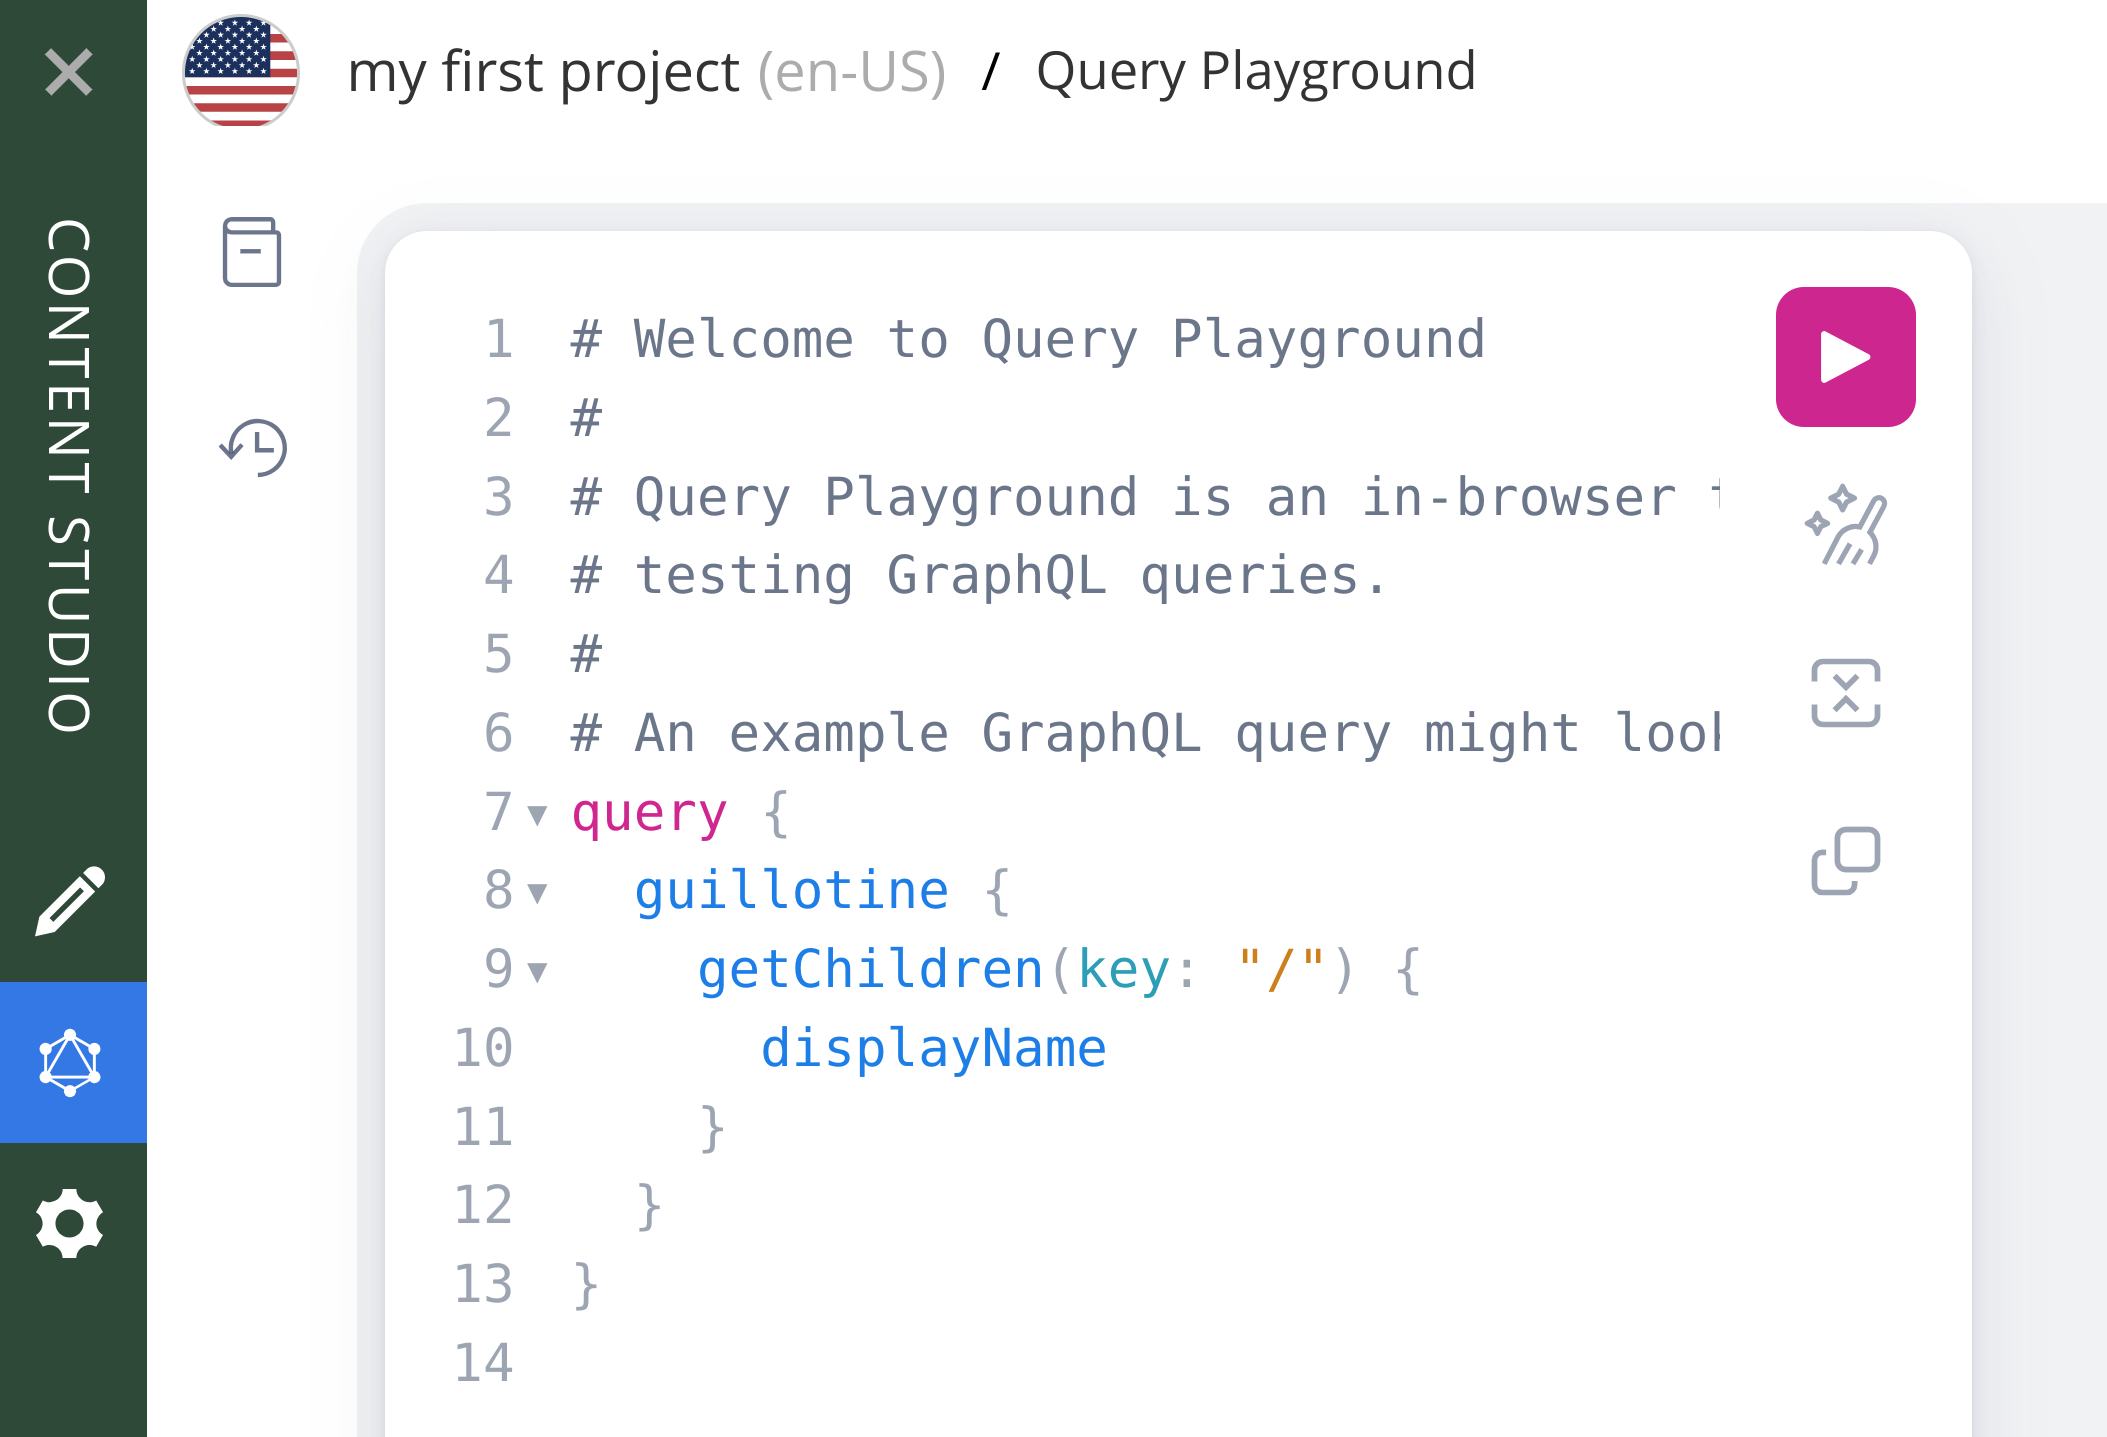 my first project (en-US) / Query Playground
CONTENT STUDIO
1 # Welcome to Query Playground
2 #
3 # Query Playground is an in-browser
4 # testing GraphQL queries.
5 #
6 # An example GraphQL query might look
7 query {
8   guillotine {
9     getChildren(key: "/") {
10       displayName
11     }
12   }
13 }
14